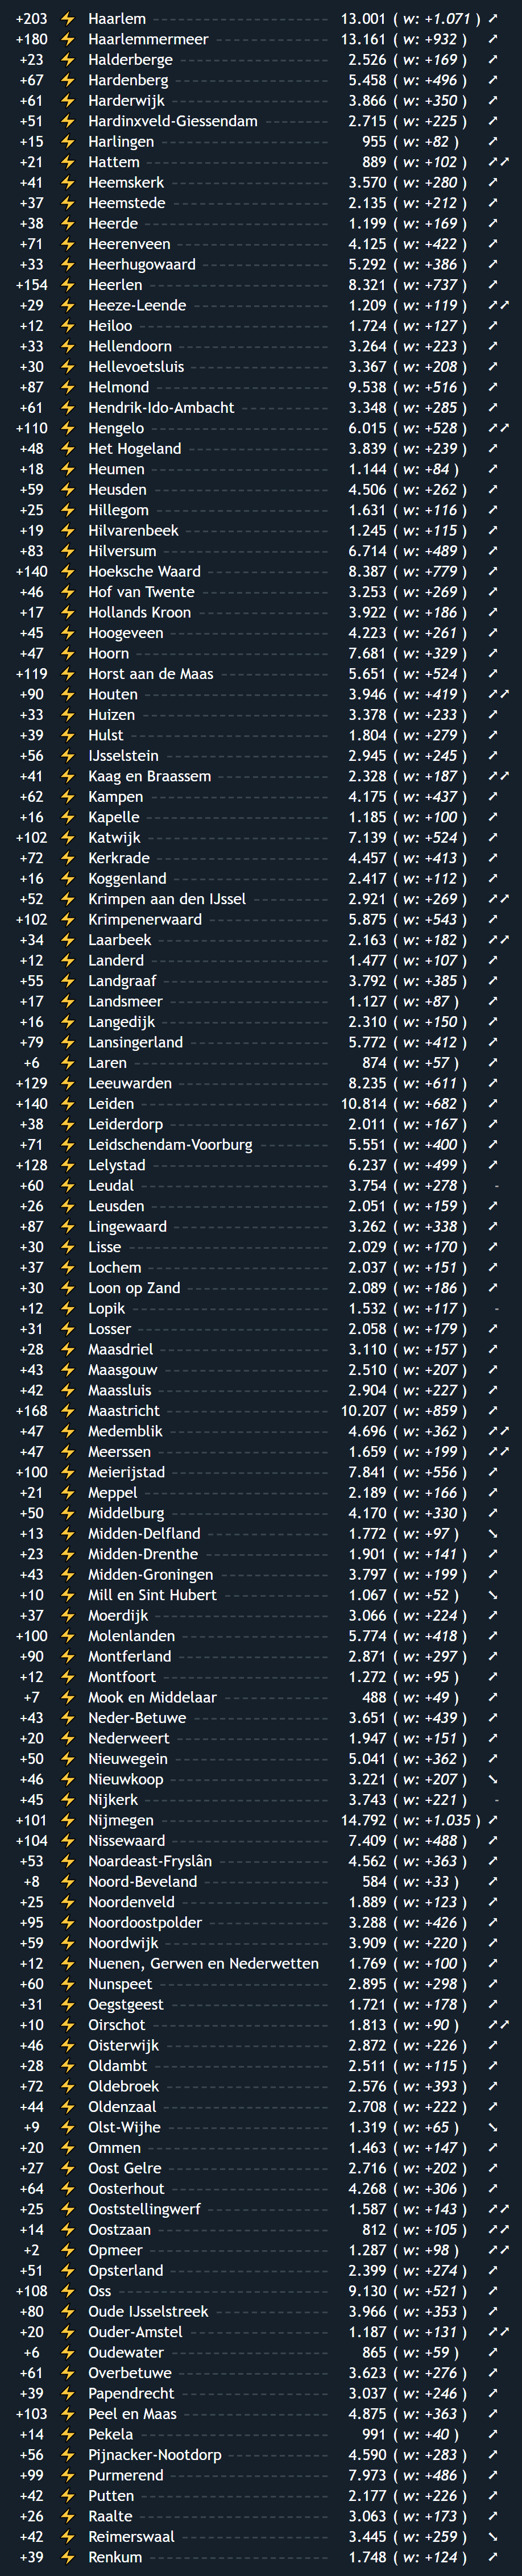 +203 ⚡ Haarlem 13.001 ( w: +1.071 ) ↗
+180 ⚡ Haarlemmermeer 13.161 ( w: +932 ) ↗
+23 ⚡ Halderberge 2.526 ( w: +169 ) ↗
+67 ⚡ Hardenberg 5.458 ( w: +496 ) ↗
+61 ⚡ Harderwijk 3.866 ( w: +350 ) ↗
+51 ⚡ Hardinxveld-Giessendam 2.715 ( w: +225 ) ↗
+15 ⚡ Harlingen 955 ( w: +82 ) ↗
+21 ⚡ Hattem 889 ( w: +102 ) ↗↗
+41 ⚡ Heemskerk 3.570 ( w: +280 ) ↗
+37 ⚡ Heemstede 2.135 ( w: +212 ) ↗
+38 ⚡ Heerde 1.199 ( w: +169 ) ↗
+71 ⚡ Heerenveen 4.125 ( w: +422 ) ↗
+33 ⚡ Heerhugowaard 5.292 ( w: +386 ) ↗
+154 ⚡ Heerlen 8.321 ( w: +737 ) ↗
+29 ⚡ Heeze-Leende 1.209 ( w: +119 ) ↗↗
+12 ⚡ Heiloo 1.724 ( w: +127 ) ↗
+33 ⚡ Hellendoorn 3.264 ( w: +223 ) ↗
+30 ⚡ Hellevoetsluis 3.367 ( w: +208 ) ↗
+87 ⚡ Helmond 9.538 ( w: +516 ) ↗
+61 ⚡ Hendrik-Ido-Ambacht 3.348 ( w: +285 ) ↗
+110 ⚡ Hengelo 6.015 ( w: +528 ) ↗↗
+48 ⚡ Het Hogeland 3.839 ( w: +239 ) ↗
+18 ⚡ Heumen 1.144 ( w: +84 ) ↗
+59 ⚡ Heusden 4.506 ( w: +262 ) ↗
+25 ⚡ Hillegom 1.631 ( w: +116 ) ↗
+19 ⚡ Hilvarenbeek 1.245 ( w: +115 ) ↗
+83 ⚡ Hilversum 6.714 ( w: +489 ) ↗
+140 ⚡ Hoeksche Waard 8.387 ( w: +779 ) ↗
+46 ⚡ Hof van Twente 3.253 ( w: +269 ) ↗
+17 ⚡ Hollands Kroon 3.922 ( w: +186 ) ↗
+45 ⚡ Hoogeveen 4.223 ( w: +261 ) ↗
+47 ⚡ Hoorn 7.681 ( w: +329 ) ↗
+119 ⚡ Horst aan de Maas 5.651 ( w: +524 ) ↗
+90 ⚡ Houten 3.946 ( w: +419 ) ↗↗
+33 ⚡ Huizen 3.378 ( w: +233 ) ↗
+39 ⚡ Hulst 1.804 ( w: +279 ) ↗
+56 ⚡ IJsselstein 2.945 ( w: +245 ) ↗
+41 ⚡ Kaag en Braassem 2.328 ( w: +187 ) ↗↗
+62 ⚡ Kampen 4.175 ( w: +437 ) ↗
+16 ⚡ Kapelle 1.185 ( w: +100 ) ↗
+102 ⚡ Katwijk 7.139 ( w: +524 ) ↗
+72 ⚡ Kerkrade 4.457 ( w: +413 ) ↗
+16 ⚡ Koggenland 2.417 ( w: +112 ) ↗
+52 ⚡ Krimpen aan den IJssel 2.921 ( w: +269 ) ↗↗
+102 ⚡ Krimpenerwaard 5.875 ( w: +543 ) ↗
+34 ⚡ Laarbeek 2.163 ( w: +182 ) ↗↗
+12 ⚡ Landerd 1.477 ( w: +107 ) ↗
+55 ⚡ Landgraaf 3.792 ( w: +385 ) ↗
+17 ⚡ Landsmeer 1.127 ( w: +87 ) ↗
+16 ⚡ Langedijk 2.310 ( w: +150 ) ↗
+79 ⚡ Lansingerland 5.772 ( w: +412 ) ↗
+6 ⚡ Laren 874 ( w: +57 ) ↗
+129 ⚡ Leeuwarden 8.235 ( w: +611 ) ↗
+140 ⚡ Leiden 10.814 ( w: +682 ) ↗
+38 ⚡ Leiderdorp 2.011 ( w: +167 ) ↗
+71 ⚡ Leidschendam-Voorburg 5.551 ( w: +400 ) ↗
+128 ⚡ Lelystad 6.237 ( w: +499 ) ↗
+60 ⚡ Leudal 3.754 ( w: +278 ) -
+26 ⚡ Leusden 2.051 ( w: +159 ) ↗
+87 ⚡ Lingewaard 3.262 ( w: +338 ) ↗
+30 ⚡ Lisse 2.029 ( w: +170 ) ↗
+37 ⚡ Lochem 2.037 ( w: +151 ) ↗
+30 ⚡ Loon op Zand 2.089 ( w: +186 ) ↗
+12 ⚡ Lopik 1.532 ( w: +117 ) -
+31 ⚡ Losser 2.058 ( w: +179 ) ↗
+28 ⚡ Maasdriel 3.110 ( w: +157 ) ↗
+43 ⚡ Maasgouw 2.510 ( w: +207 ) ↗
+42 ⚡ Maassluis 2.904 ( w: +227 ) ↗
+168 ⚡ Maastricht 10.207 ( w: +859 ) ↗
+47 ⚡ Medemblik 4.696 ( w: +362 ) ↗↗
+47 ⚡ Meerssen 1.659 ( w: +199 ) ↗↗
+100 ⚡ Meierijstad 7.841 ( w: +556 ) ↗
+21 ⚡ Meppel 2.189 ( w: +166 ) ↗
+50 ⚡ Middelburg 4.170 ( w: +330 ) ↗
+13 ⚡ Midden-Delfland 1.772 ( w: +97 ) ↘
+23 ⚡ Midden-Drenthe 1.901 ( w: +141 ) ↗
+43 ⚡ Midden-Groningen 3.797 ( w: +199 ) ↗
+10 ⚡ Mill en Sint Hubert 1.067 ( w: +52 ) ↘
+37 ⚡ Moerdijk 3.066 ( w: +224 ) ↗
+100 ⚡ Molenlanden 5.774 ( w: +418 ) ↗
+90 ⚡ Montferland 2.871 ( w: +297 ) ↗
+12 ⚡ Montfoort 1.272 ( w: +95 ) ↗
+7 ⚡ Mook en Middelaar 488 ( w: +49 ) ↗
+43 ⚡ Neder-Betuwe 3.651 ( w: +439 ) ↗
+20 ⚡ Nederweert 1.947 ( w: +151 ) ↗
+50 ⚡ Nieuwegein 5.041 ( w: +362 ) ↗
+46 ⚡ Nieuwkoop 3.221 ( w: +207 ) ↘
+45 ⚡ Nijkerk 3.743 ( w: +221 ) -
+101 ⚡ Nijmegen 14.792 ( w: +1.035 ) ↗
+104 ⚡ Nissewaard 7.409 ( w: +488 ) ↗
+53 ⚡ Noardeast-Fryslân 4.562 ( w: +363 ) ↗
+8 ⚡ Noord-Beveland 584 ( w: +33 ) ↗
+25 ⚡ Noordenveld 1.889 ( w: +123 ) ↗
+95 ⚡ Noordoostpolder 3.288 ( w: +426 ) ↗
+59 ⚡ Noordwijk 3.909 ( w: +220 ) ↗
+12 ⚡ Nuenen, Gerwen en Nederwetten 1.769 ( w: +100 ) ↗
+60 ⚡ Nunspeet 2.895 ( w: +298 ) ↗
+31 ⚡ Oegstgeest 1.721 ( w: +178 ) ↗
+10 ⚡ Oirschot 1.813 ( w: +90 ) ↗↗
+46 ⚡ Oisterwijk 2.872 ( w: +226 ) ↗
+28 ⚡ Oldambt 2.511 ( w: +115 ) ↗
+72 ⚡ Oldebroek 2.576 ( w: +393 ) ↗
+44 ⚡ Oldenzaal 2.708 ( w: +222 ) ↗
+9 ⚡ Olst-Wijhe 1.319 ( w: +65 ) ↘
+20 ⚡ Ommen 1.463 ( w: +147 ) ↗
+27 ⚡ Oost Gelre 2.716 ( w: +202 ) ↗
+64 ⚡ Oosterhout 4.268 ( w: +306 ) ↗
+25 ⚡ Ooststellingwerf 1.587 ( w: +143 ) ↗↗
+14 ⚡ Oostzaan 812 ( w: +105 ) ↗↗
+2 ⚡ Opmeer 1.287 ( w: +98 ) ↗↗
+51 ⚡ Opsterland 2.399 ( w: +274 ) ↗
+108 ⚡ Oss 9.130 ( w: +521 ) ↗
+80 ⚡ Oude IJsselstreek 3.966 ( w: +353 ) ↗
+20 ⚡ Ouder-Amstel 1.187 ( w: +131 ) ↗↗
+6 ⚡ Oudewater 865 ( w: +59 ) ↗
+61 ⚡ Overbetuwe 3.623 ( w: +276 ) ↗
+39 ⚡ Papendrecht 3.037 ( w: +246 ) ↗
+103 ⚡ Peel en Maas 4.875 ( w: +363 ) ↗
+14 ⚡ Pekela 991 ( w: +40 ) ↗
+56 ⚡ Pijnacker-Nootdorp 4.590 ( w: +283 ) ↗
+99 ⚡ Purmerend 7.973 ( w: +486 ) ↗
+42 ⚡ Putten 2.177 ( w: +226 ) ↗
+26 ⚡ Raalte 3.063 ( w: +173 ) ↗
+42 ⚡ Reimerswaal 3.445 ( w: +259 ) ↘
+39 ⚡ Renkum 1.748 ( w: +124 ) ↗